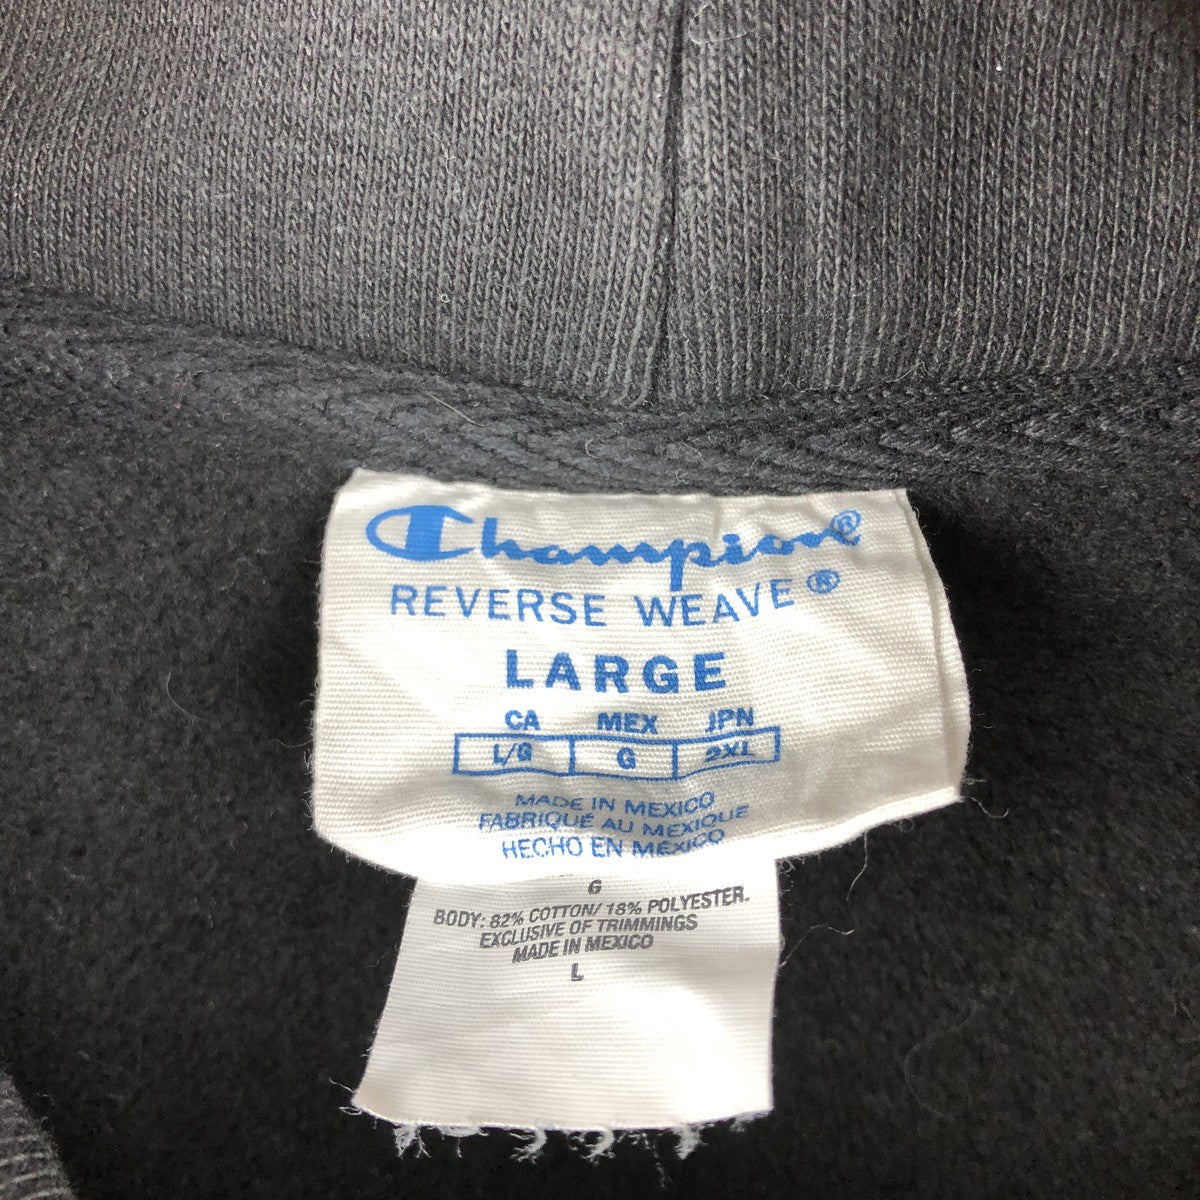 Champion®
REVERSE WEAVE®
LARGE
CA MEX JPN
L/G G 2XL
MADE IN MEXICO
FABRIQUÉ AU MEXIQUE
HECHO EN MEXICO
G
BODY: 82% COTTON/ 18% POLYESTER.
EXCLUSIVE OF TRIMMINGS
MADE IN MEXICO
L